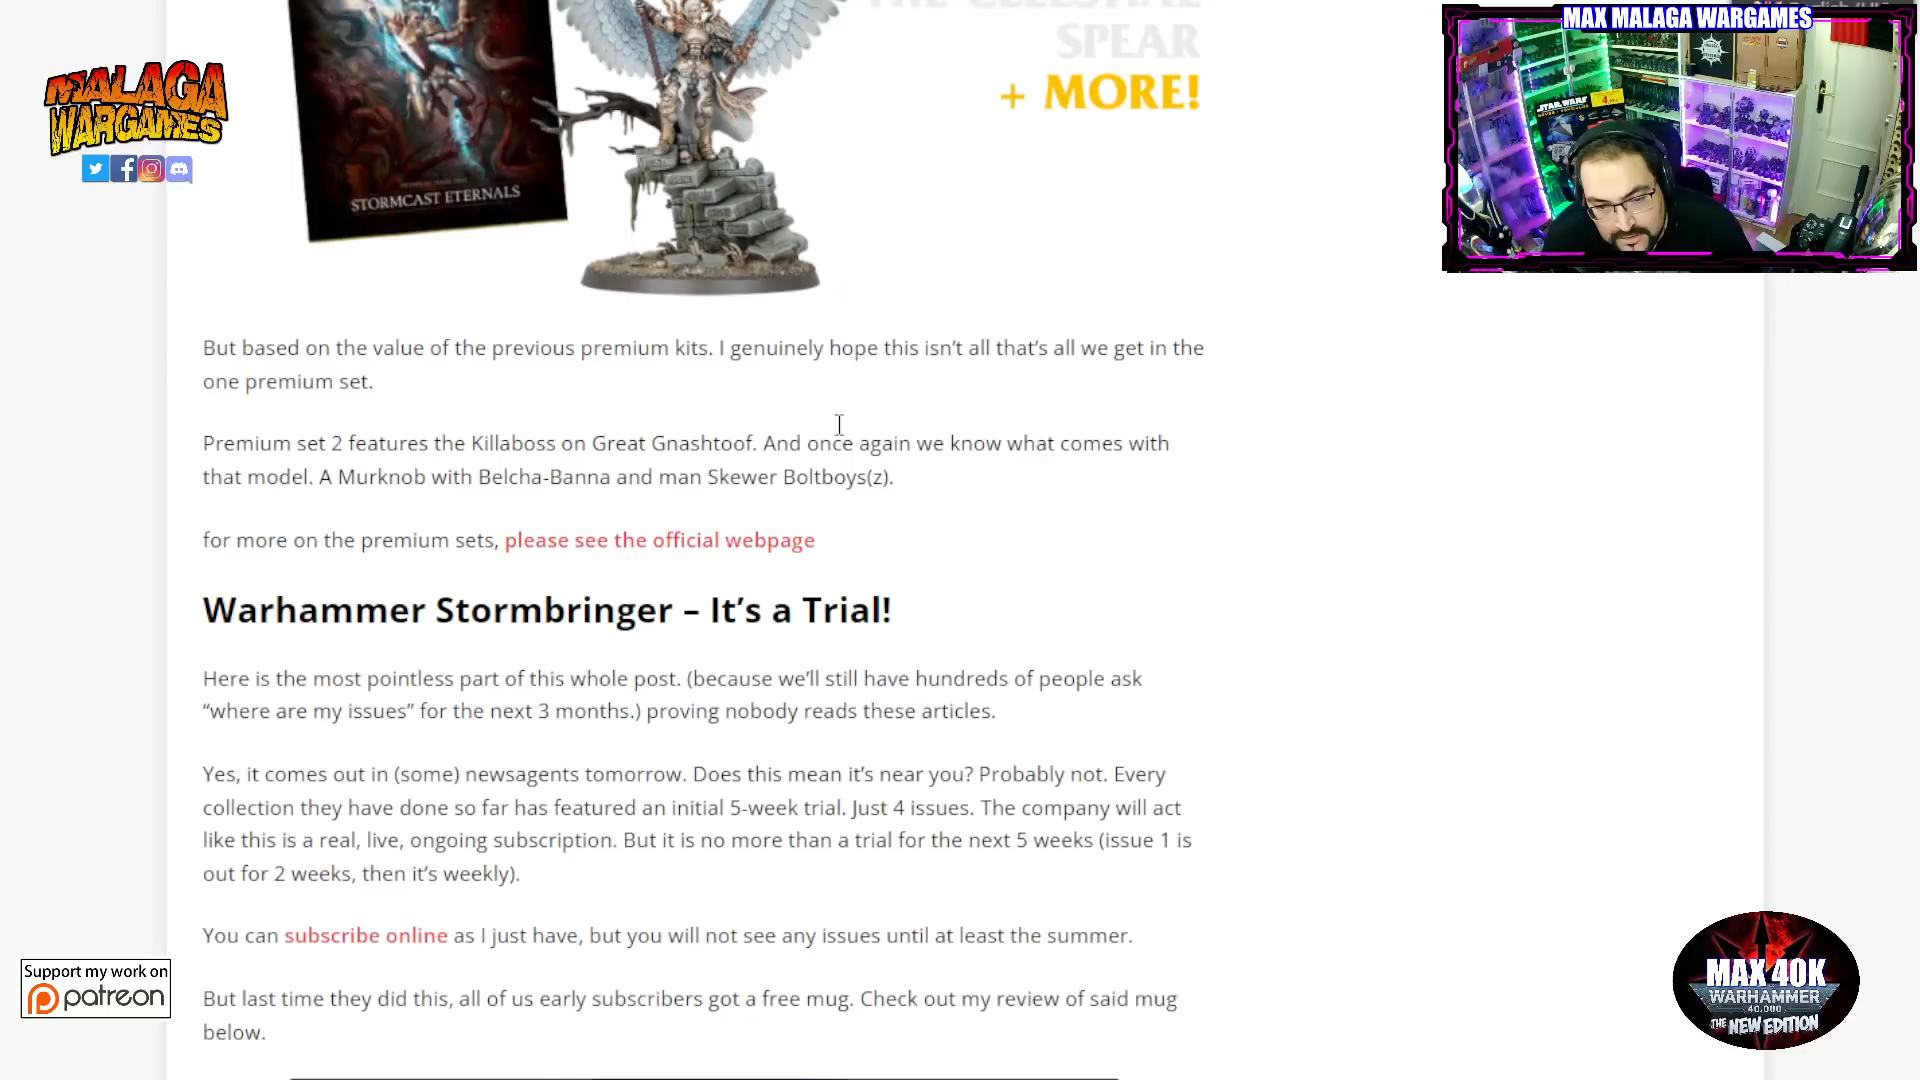 MAX MALAGA WARGAMES
SPEAR
+ MORE!
MALAGA
WARGAMES
STAR WARS
STORMCAST ETERNALS
But based on the value of the previous premium kits. I genuinely hope this isn’t all that’s all we get in the
one premium set.
Premium set 2 features the Killaboss on Great Gnashtoof. And once again we know what comes with
that model. A Murknob with Belcha-Banna and man Skewer Boltboys(z).
for more on the premium sets, please see the official webpage
Warhammer Stormbringer – It’s a Trial!
Here is the most pointless part of this whole post. (because we’ll still have hundreds of people ask
“where are my issues” for the next 3 months.) proving nobody reads these articles.
Yes, it comes out in (some) newsagents tomorrow. Does this mean it’s near you? Probably not. Every
collection they have done so far has featured an initial 5-week trial. Just 4 issues. The company will act
like this is a real, live, ongoing subscription. But it is no more than a trial for the next 5 weeks (issue 1 is
out for 2 weeks, then it’s weekly).
You can subscribe online as I just have, but you will not see any issues until at least the summer.
But last time they did this, all of us early subscribers got a free mug. Check out my review of said mug
below.
Support my work on
patreon
MAX 40K
WARHAMMER
40,000
THE NEW EDITION